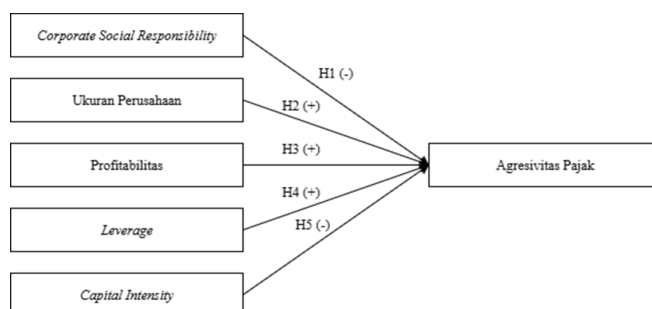 Corporate Social Responsibility
H1 (-)
Ukuran Perusahaan
H2 (+)
Profitabilitas
H3 (+)
Agresivitas Pajak
H4 (+)
Leverage
H5 (-)
Capital Intensity